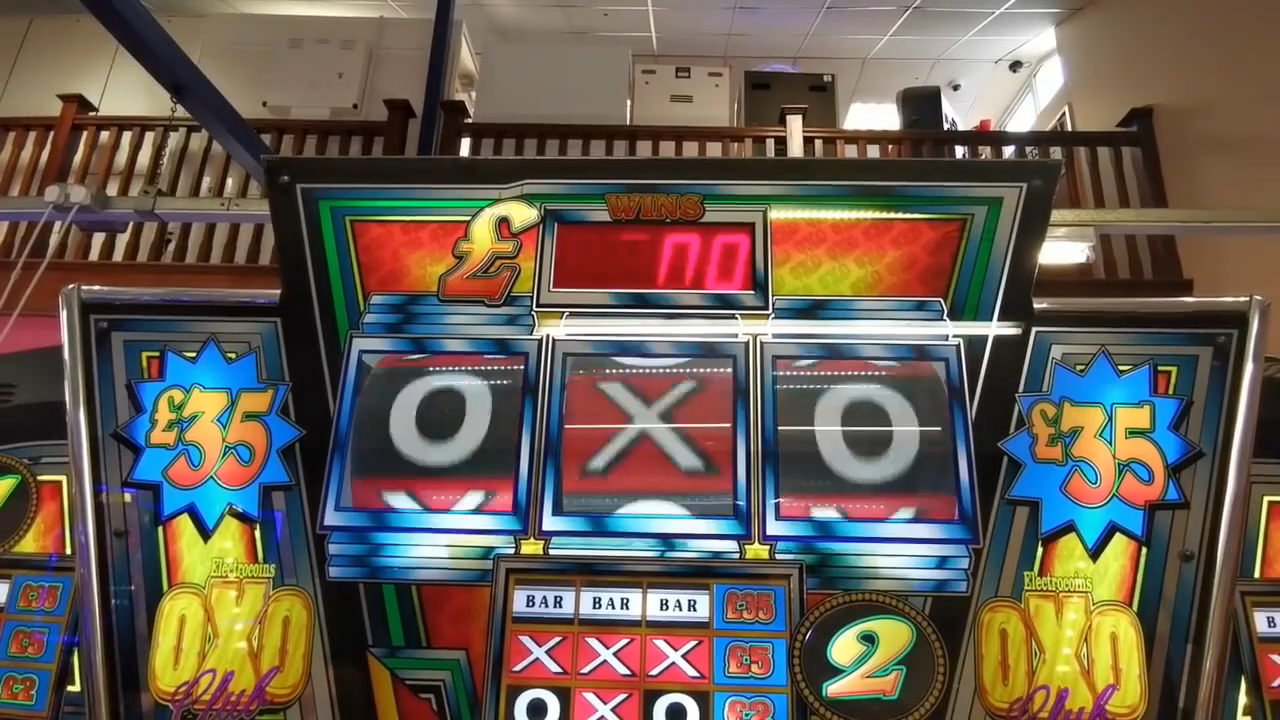 WINS
£
O X O
£35
£35
Electrocoins
OXO
Club
BAR BAR BAR £35
X X X £5
O X O £2
2
Electrocoins
OXO
Club
£35
£5
£2